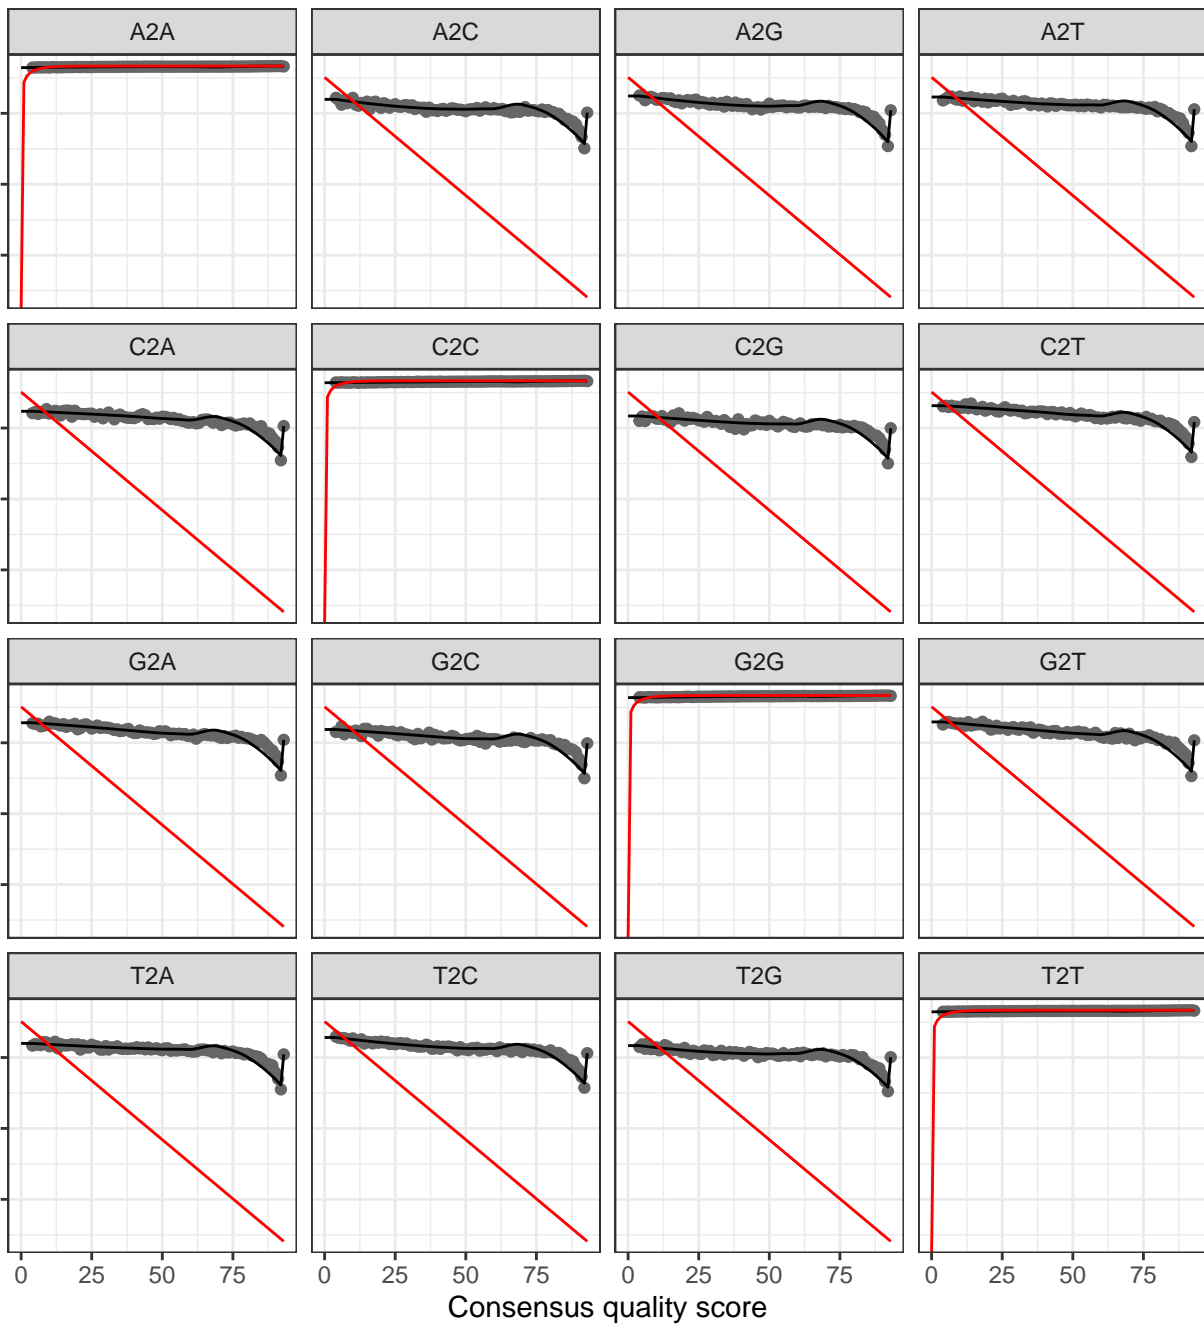 A2A A2C A2G A2T
C2A C2C C2G C2T
G2A G2C G2G G2T
T2A T2C T2G T2T
0 25 50 75 0 25 50 75 0 25 50 75 0 25 50 75
Consensus quality score